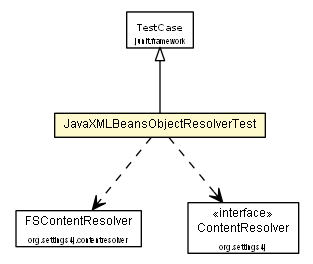 TestCase
junit.framework
JavaXMLBeansObjectResolverTest
FSContentResolver
org.settings4j.contentresolver
«interface»
ContentResolver
org.settings4j